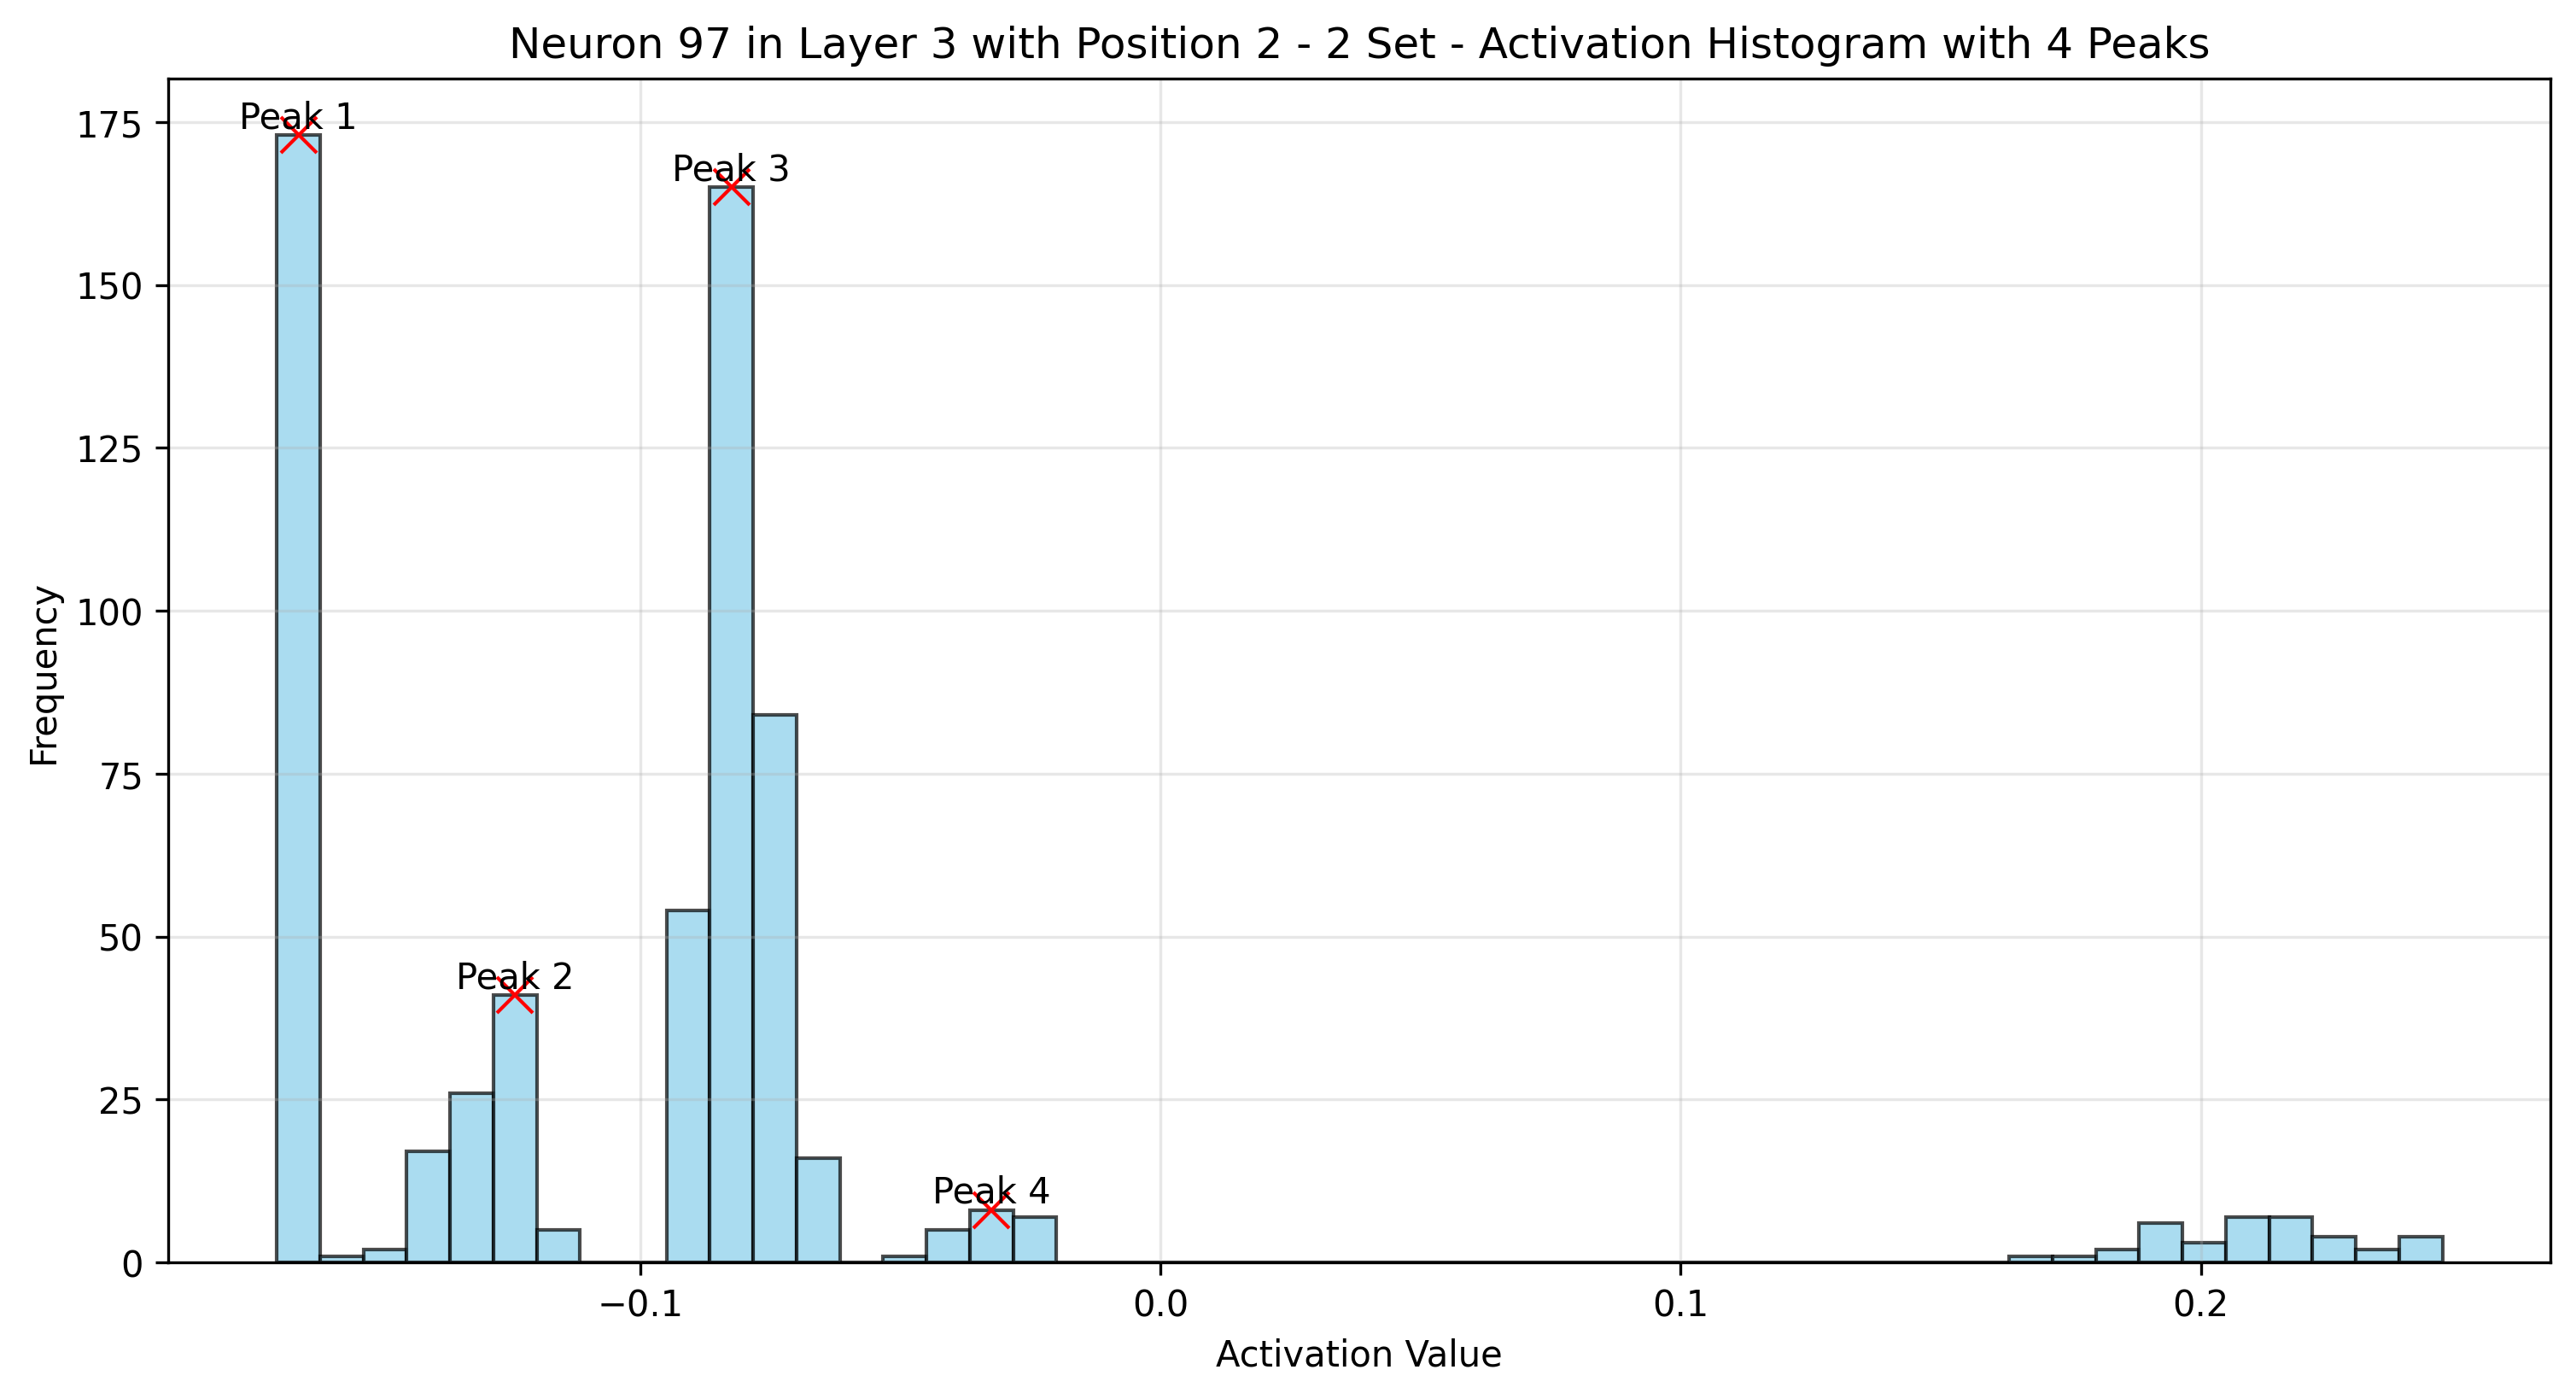 Neuron 97 in Layer 3 with Position 2 - 2 Set - Activation Histogram with 4 Peaks
Peak 1
Peak 3
Peak 2
Peak 4
175
150
125
100
75
50
25
0
Frequency
−0.1
0.0
0.1
0.2
Activation Value